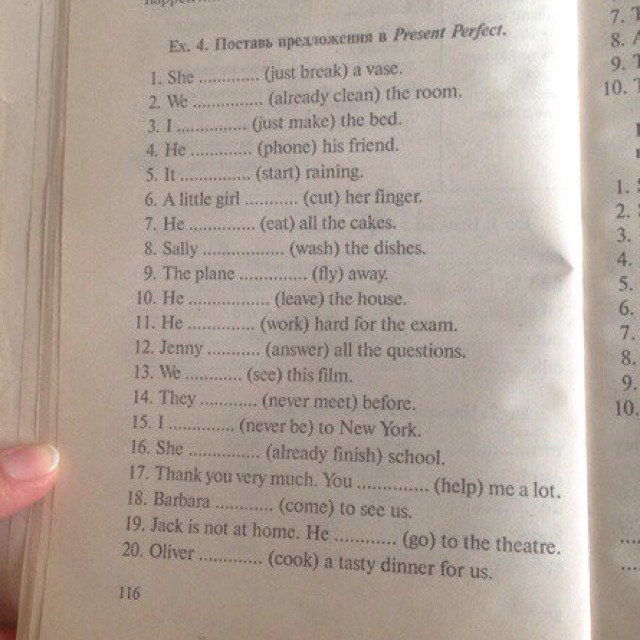 Ex. 4. Поставь предложения в Present Perfect.
1. She ............ (just break) a vase.
2. We ............. (already clean) the room.
3. I ............. (just make) the bed.
4. He ............ (phone) his friend.
5. It ............. (start) raining.
6. A little girl .......... (cut) her finger.
7. He ............. (eat) all the cakes.
8. Sally ............... (wash) the dishes.
9. The plane ............. (fly) away.
10. He ............... (leave) the house.
11. He ............ (work) hard for the exam.
12. Jenny .......... (answer) all the questions.
13. We ........... (see) this film.
14. They ........... (never meet) before.
15. I ............ (never be) to New York.
16. She ............ (already finish) school.
17. Thank you very much. You ............. (help) me a lot.
18. Barbara ........... (come) to see us.
19. Jack is not at home. He ........... (go) to the theatre.
20. Oliver ............ (cook) a tasty dinner for us.
116
7.
8.
9.
10.
1.
2.
3.
4.
5.
6.
7.
8.
9.
10.